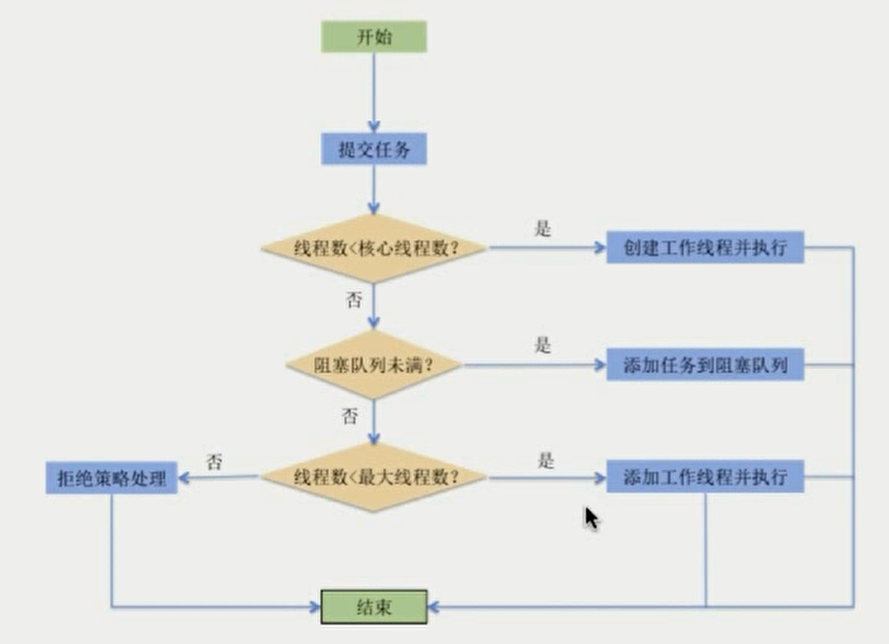 开始
提交任务
线程数<核心线程数?
是
创建工作线程并执行
否
阻塞队列未满?
是
添加任务到阻塞队列
否
拒绝策略处理
否
线程数<最大线程数?
是
添加工作线程并执行
结束